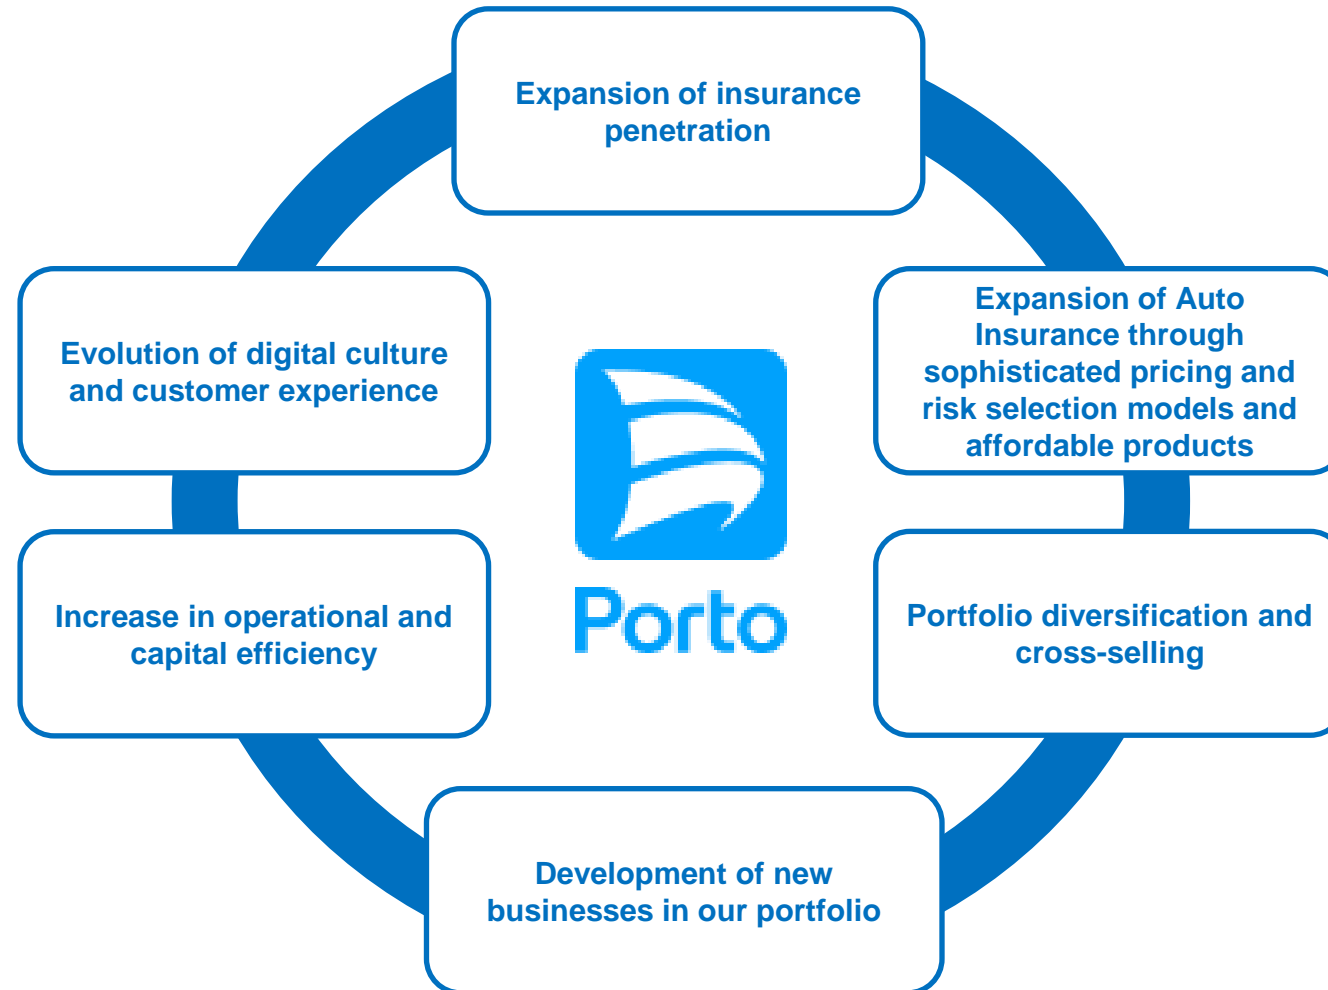 Expansion of insurance
penetration
Expansion of Auto
Insurance through
sophisticated pricing and
risk selection models and
affordable products
Evolution of digital culture
and customer experience
Porto
Increase in operational and
capital efficiency
Portfolio diversification and
cross-selling
Development of new
businesses in our portfolio